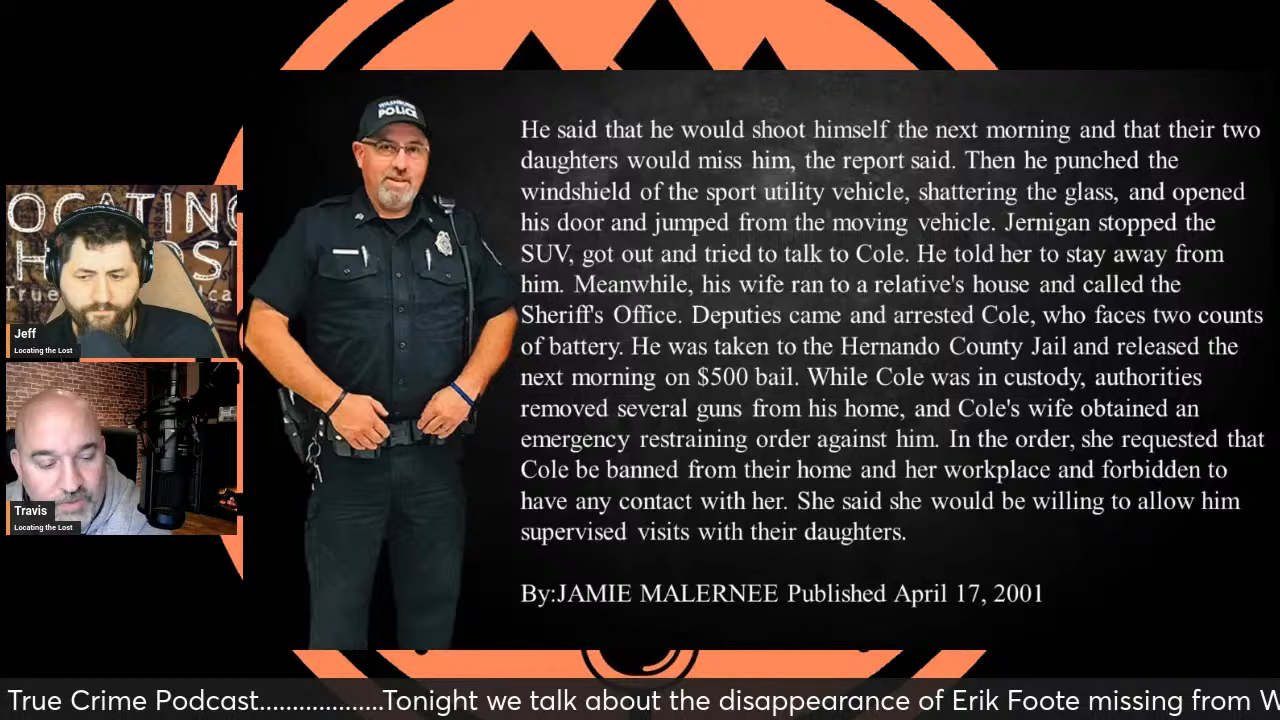 OCATING
H OS
True dca
Jeff
Locating the Lost
Travis
Locating the Lost
POLICE
He said that he would shoot himself the next morning and that their two
daughters would miss him, the report said. Then he punched the
windshield of the sport utility vehicle, shattering the glass, and opened
his door and jumped from the moving vehicle. Jernigan stopped the
SUV, got out and tried to talk to Cole. He told her to stay away from
him. Meanwhile, his wife ran to a relative's house and called the
Sheriff's Office. Deputies came and arrested Cole, who faces two counts
of battery. He was taken to the Hernando County Jail and released the
next morning on $500 bail. While Cole was in custody, authorities
removed several guns from his home, and Cole's wife obtained an
emergency restraining order against him. In the order, she requested that
Cole be banned from their home and her workplace and forbidden to
have any contact with her. She said she would be willing to allow him
supervised visits with their daughters.
By:JAMIE MALERNEE Published April 17, 2001
True Crime Podcast...................Tonight we talk about the disappearance of Erik Foote missing from W